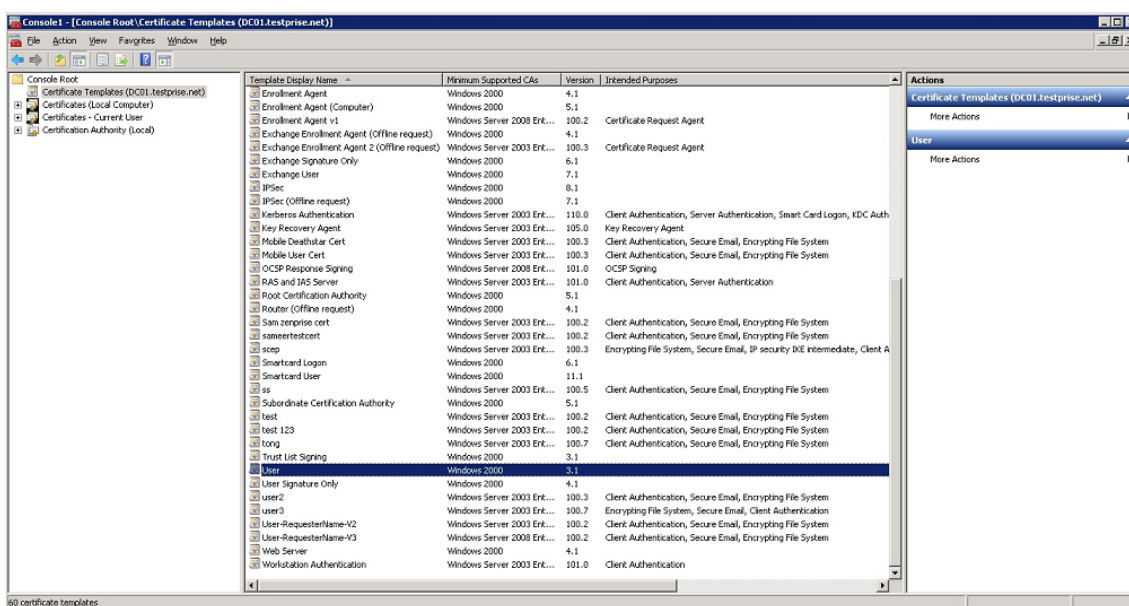 Console1 - [Console Root\Certificate Templates (DC01.testprise.net)]
File Action View Favorites Window Help
Console Root
Certificate Templates (DC01.testprise.net)
Certificates (Local Computer)
Certificates - Current User
Certification Authority (Local)
Template Display Name Minimum Supported CAs Version Intended Purposes
Enrollment Agent Windows 2000 4.1
Enrollment Agent (Computer) Windows 2000 5.1
Enrollment Agent v1 Windows Server 2008 Ent... 100.2 Certificate Request Agent
Exchange Enrollment Agent (Offline request) Windows 2000 4.1
Exchange Enrollment Agent 2 (Offline request) Windows Server 2003 Ent... 100.3 Certificate Request Agent
Exchange Signature Only Windows 2000 6.1
Exchange User Windows 2000 7.1
IPSec Windows 2000 8.1
IPSec (Offline request) Windows 2000 7.1
Kerberos Authentication Windows Server 2003 Ent... 110.0 Client Authentication, Server Authentication, Smart Card Logon, KDC Auth
Key Recovery Agent Windows Server 2003 Ent... 105.0 Key Recovery Agent
Mobile Deathstar Cert Windows Server 2003 Ent... 100.3 Client Authentication, Secure Email, Encrypting File System
Mobile User Cert Windows Server 2003 Ent... 100.3 Client Authentication, Secure Email, Encrypting File System
OCSP Response Signing Windows Server 2008 Ent... 101.0 OCSP Signing
RAS and IAS Server Windows Server 2003 Ent... 101.0 Client Authentication, Server Authentication
Root Certification Authority Windows 2000 5.1
Router (Offline request) Windows 2000 4.1
Sam zenprise cert Windows Server 2003 Ent... 100.2 Client Authentication, Secure Email, Encrypting File System
sameertestcert Windows Server 2003 Ent... 100.2 Client Authentication, Secure Email, Encrypting File System
scep Windows Server 2003 Ent... 100.3 Encrypting File System, Secure Email, IP security IKE intermediate, Client A
Smartcard Logon Windows 2000 6.1
Smartcard User Windows 2000 11.1
ss Windows Server 2003 Ent... 100.5 Client Authentication, Secure Email, Encrypting File System
Subordinate Certification Authority Windows 2000 5.1
test Windows Server 2003 Ent... 100.2 Client Authentication, Secure Email, Encrypting File System
test 123 Windows Server 2003 Ent... 100.2 Client Authentication, Secure Email, Encrypting File System
tong Windows Server 2003 Ent... 100.7 Client Authentication, Secure Email, Encrypting File System
Trust List Signing Windows 2000 3.1
User Windows 2000 3.1
User Signature Only Windows 2000 4.1
user2 Windows Server 2003 Ent... 100.3 Client Authentication, Secure Email, Encrypting File System
user3 Windows Server 2003 Ent... 100.7 Encrypting File System, Secure Email, Client Authentication
User-RequesterName-V2 Windows Server 2003 Ent... 100.2 Client Authentication, Secure Email, Encrypting File System
User-RequesterName-V3 Windows Server 2008 Ent... 100.2 Client Authentication, Secure Email, Encrypting File System
Web Server Windows 2000 4.1
Workstation Authentication Windows Server 2003 Ent... 101.0 Client Authentication
Actions
Certificate Templates (DC01.testprise.net)
More Actions
User
More Actions
60 certificate templates